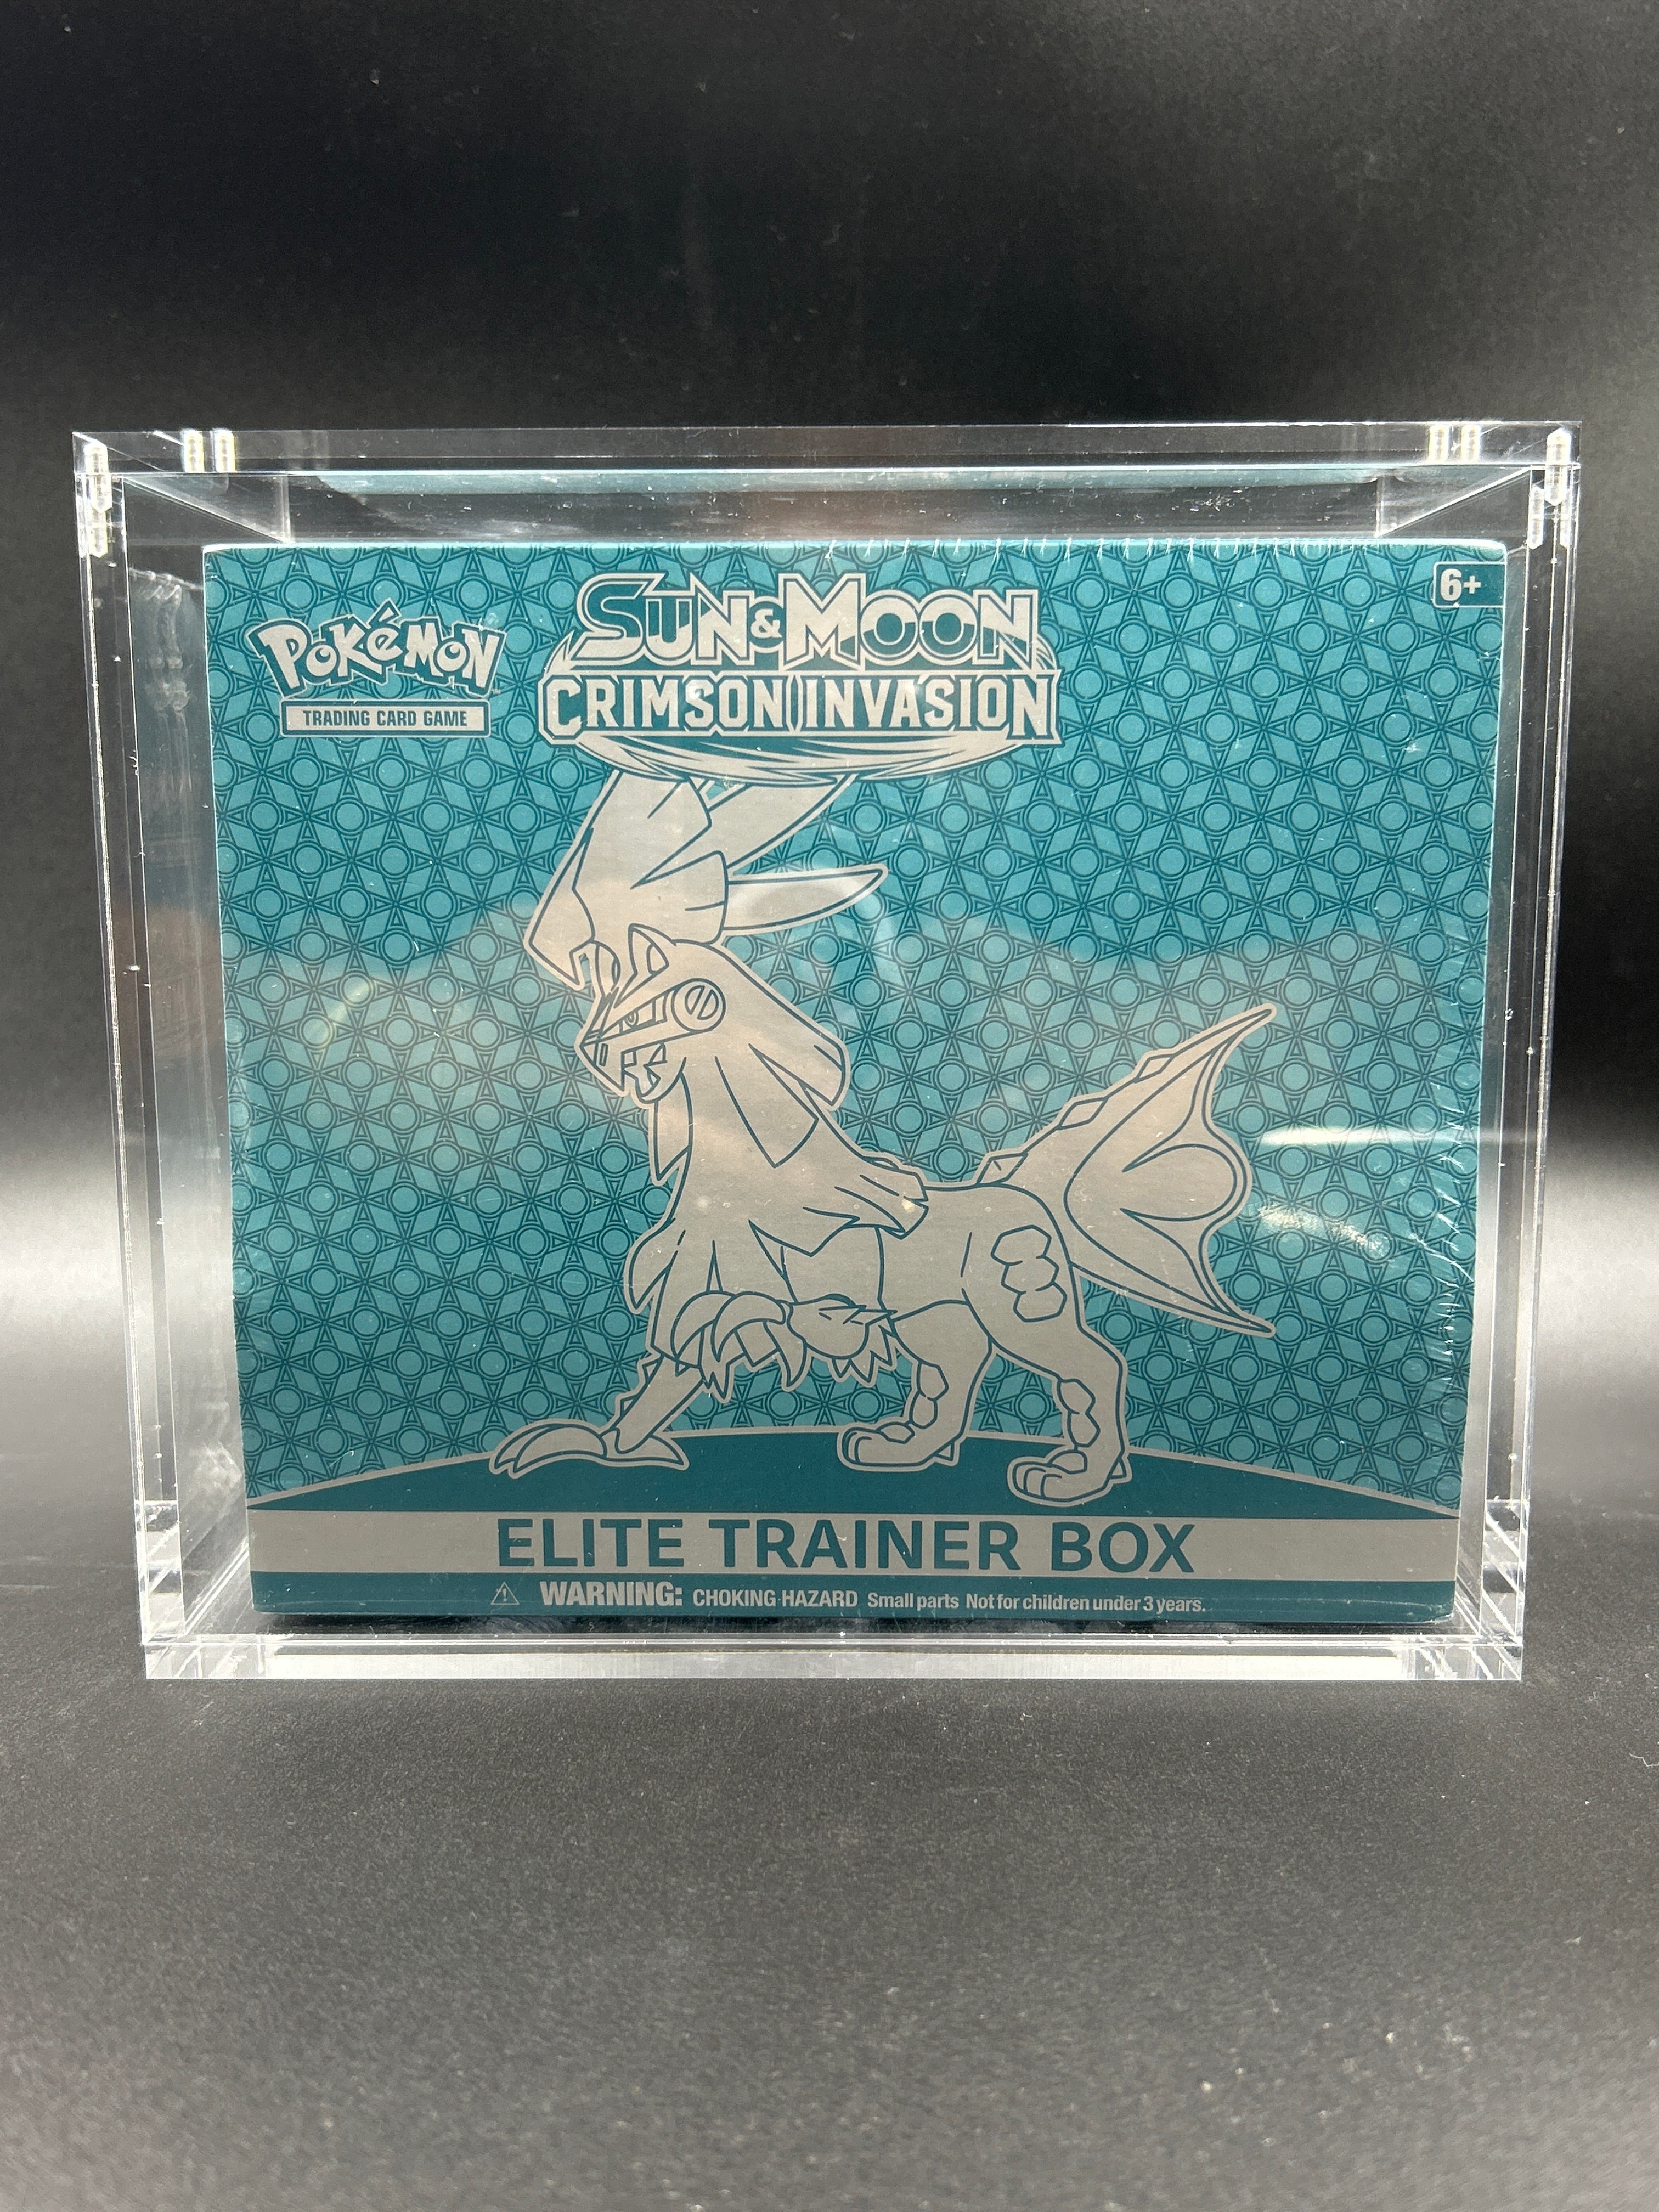 6+
Pokémon
TRADING CARD GAME
SUN & MOON
CRIMSON INVASION
ELITE TRAINER BOX
WARNING: CHOKING HAZARD Small parts Not for children under 3 years.